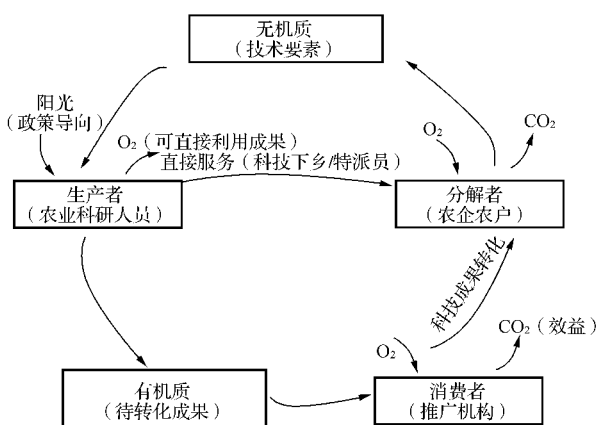 无机质
（技术要素）
阳光
（政策导向）
O₂（可直接利用成果）
直接服务（科技下乡/特派员）
O₂
CO₂
生产者
（农业科研人员）
分解者
（农企农户）
科技成果转化
O₂
CO₂（效益）
有机质
（待转化成果）
消费者
（推广机构）